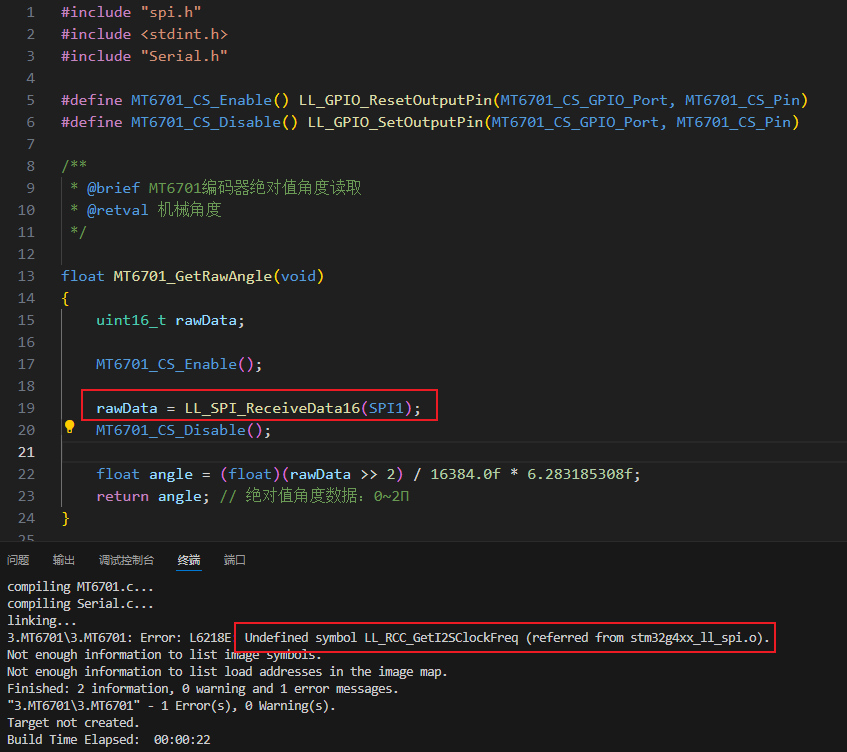 1 #include "spi.h"
2 #include <stdint.h>
3 #include "Serial.h"
4
5 #define MT6701_CS_Enable() LL_GPIO_ResetOutputPin(MT6701_CS_GPIO_Port, MT6701_CS_Pin)
6 #define MT6701_CS_Disable() LL_GPIO_SetOutputPin(MT6701_CS_GPIO_Port, MT6701_CS_Pin)
7
8 /**
9 * @brief MT6701编码器绝对值角度读取
10 * @retval 机械角度
11 */
12
13 float MT6701_GetRawAngle(void)
14 {
15 uint16_t rawData;
16
17 MT6701_CS_Enable();
18
19 rawData = LL_SPI_ReceiveData16(SPI1);
20 MT6701_CS_Disable();
21
22 float angle = (float)(rawData >> 2) / 16384.0f * 6.283185308f;
23 return angle; // 绝对值角度数据：0~2Π
24 }
25
问题 输出 调试控制台 终端 端口
compiling MT6701.c...
compiling Serial.c...
linking...
3.MT6701\3.MT6701: Error: L6218E Undefined symbol LL_RCC_GetI2SClockFreq (referred from stm32g4xx_ll_spi.o).
Not enough information to list image symbols.
Not enough information to list load addresses in the image map.
Finished: 2 information, 0 warning and 1 error messages.
"3.MT6701\3.MT6701" - 1 Error(s), 0 Warning(s).
Target not created.
Build Time Elapsed: 00:00:22